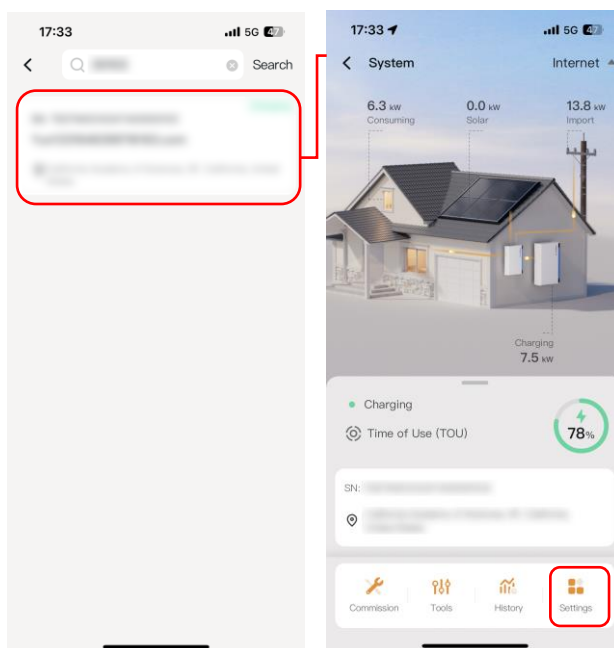 17:33
5G 47
Search
17:33
5G 47
System
Internet
6.3 kW
Consuming
0.0 kW
Solar
13.8 kW
Import
Charging
7.5 kW
Charging
Time of Use (TOU)
78%
SN:
Commission
Tools
History
Settings